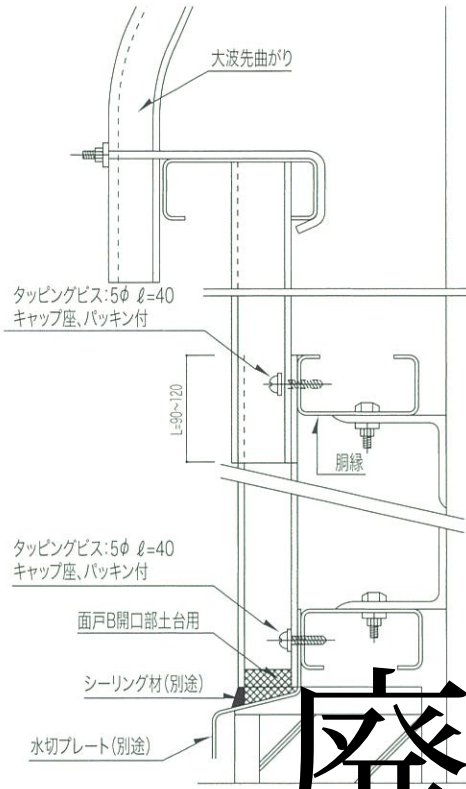 大波先曲がり
タッピングビス:5φ ℓ=40
キャップ座、パッキン付
L=90~120
胴縁
タッピングビス:5φ ℓ=40
キャップ座、パッキン付
面戸B開口部土台用
シーリング材(別途)
水切プレート(別途)
廃